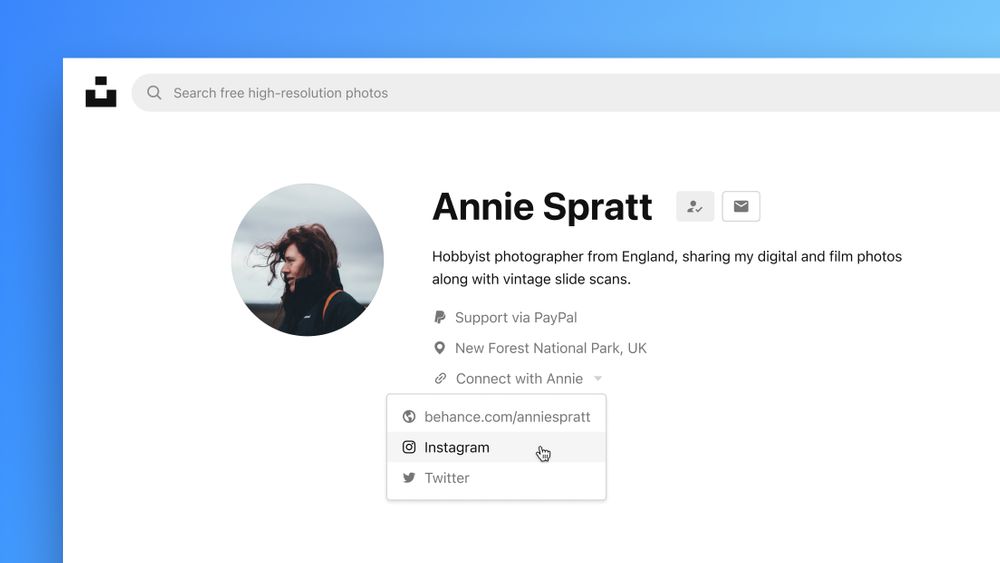 Search free high-resolution photos
Annie Spratt
Hobbyist photographer from England, sharing my digital and film photos
along with vintage slide scans.
Support via PayPal
New Forest National Park, UK
Connect with Annie
behance.com/anniespratt
Instagram
Twitter